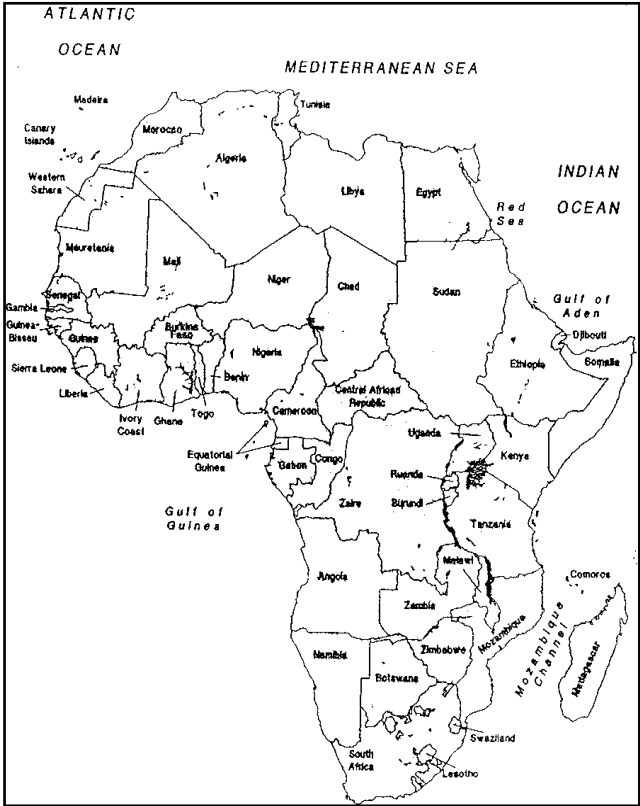 ATLANTIC
OCEAN
MEDITERRANEAN SEA
Madeira
Tunisia
Canary
Islands
Morocco
Algeria
Western
Sahara
Libya
Egypt
INDIAN
OCEAN
Red
Sea
Mauretania
Mali
Niger
Chad
Sudan
Senegal
Gambia
Guinea-
Bissau
Guinea
Burkina
Faso
Gulf of
Aden
Djibouti
Nigeria
Benin
Ethiopia
Somalia
Sierra Leone
Liberia
Ivory
Coast
Ghana
Togo
Cameroon
Central African
Republic
Equatorial
Guinea
Gabon
Congo
Uganda
Kenya
Rwanda
Burundi
Zaire
Gulf of
Guinea
Tanzania
Malawi
Angola
Comoros
Zambia
Mozambique
Mozambique
Channel
Madagascar
Zimbabwe
Namibia
Botswana
Swaziland
South
Africa
Lesotho